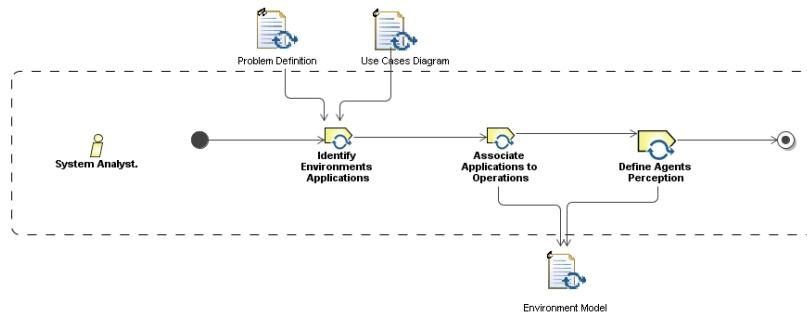 Problem Definition
Use Cases Diagram
System Analyst.
Identify
Environments
Applications
Associate
Applications to
Operations
Define Agents
Perception
Environment Model